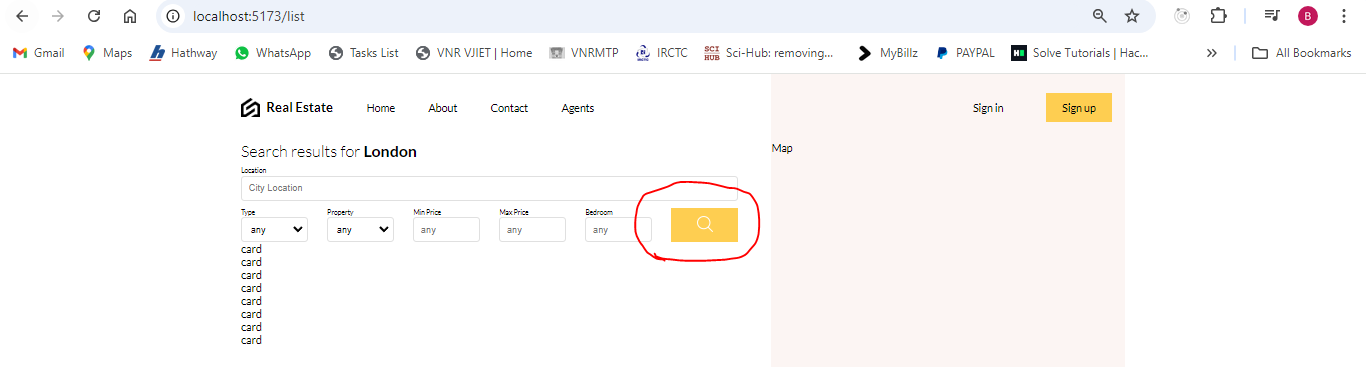 localhost:5173/list
B
Gmail Maps Hathway WhatsApp Tasks List VNR VJIET | Home VNRMTP IRCTC SCI HUB Sci-Hub: removing... MyBillz PAYPAL Solve Tutorials | Hac... » All Bookmarks
Real Estate Home About Contact Agents Sign in Sign up
Search results for London
Map
Location
City Location
Type Property Min Price Max Price Bedroom
any any any any any
card
card
card
card
card
card
card
card